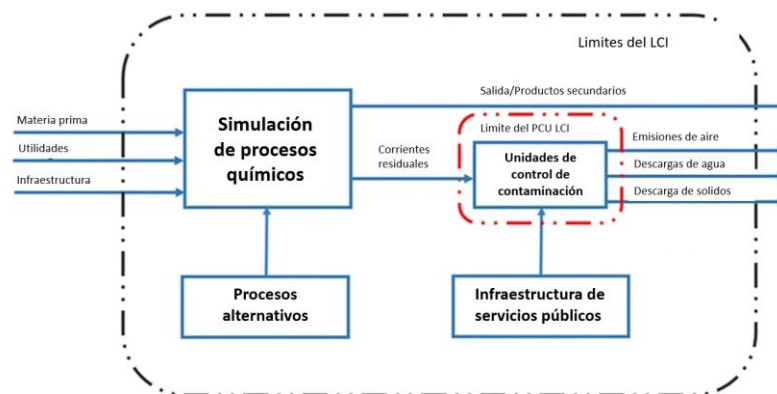 Limites del LCI
Salida/Productos secundarios
Materia prima
Utilidades
Infraestructura
Simulación
de procesos
químicos
Corrientes
residuales
Limite del PCU LCI
Unidades de
control de
contaminación
Emisiones de aire
Descargas de agua
Descarga de solidos
Procesos
alternativos
Infraestructura de
servicios públicos